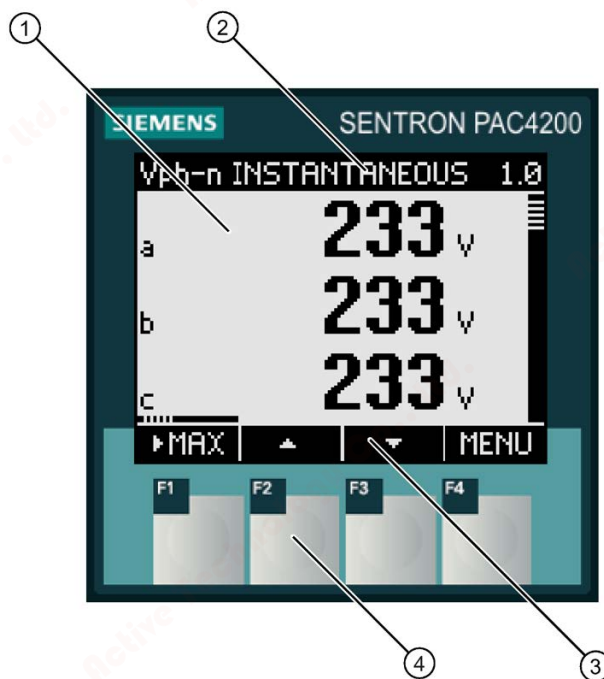 1 2
SIEMENS SENTRON PAC4200
Vph-n INSTANTANEOUS 1.0
a 233 V
b 233 V
c 233 V
▶MAX ▲ ▼ MENU
F1 F2 F3 F4
4 3